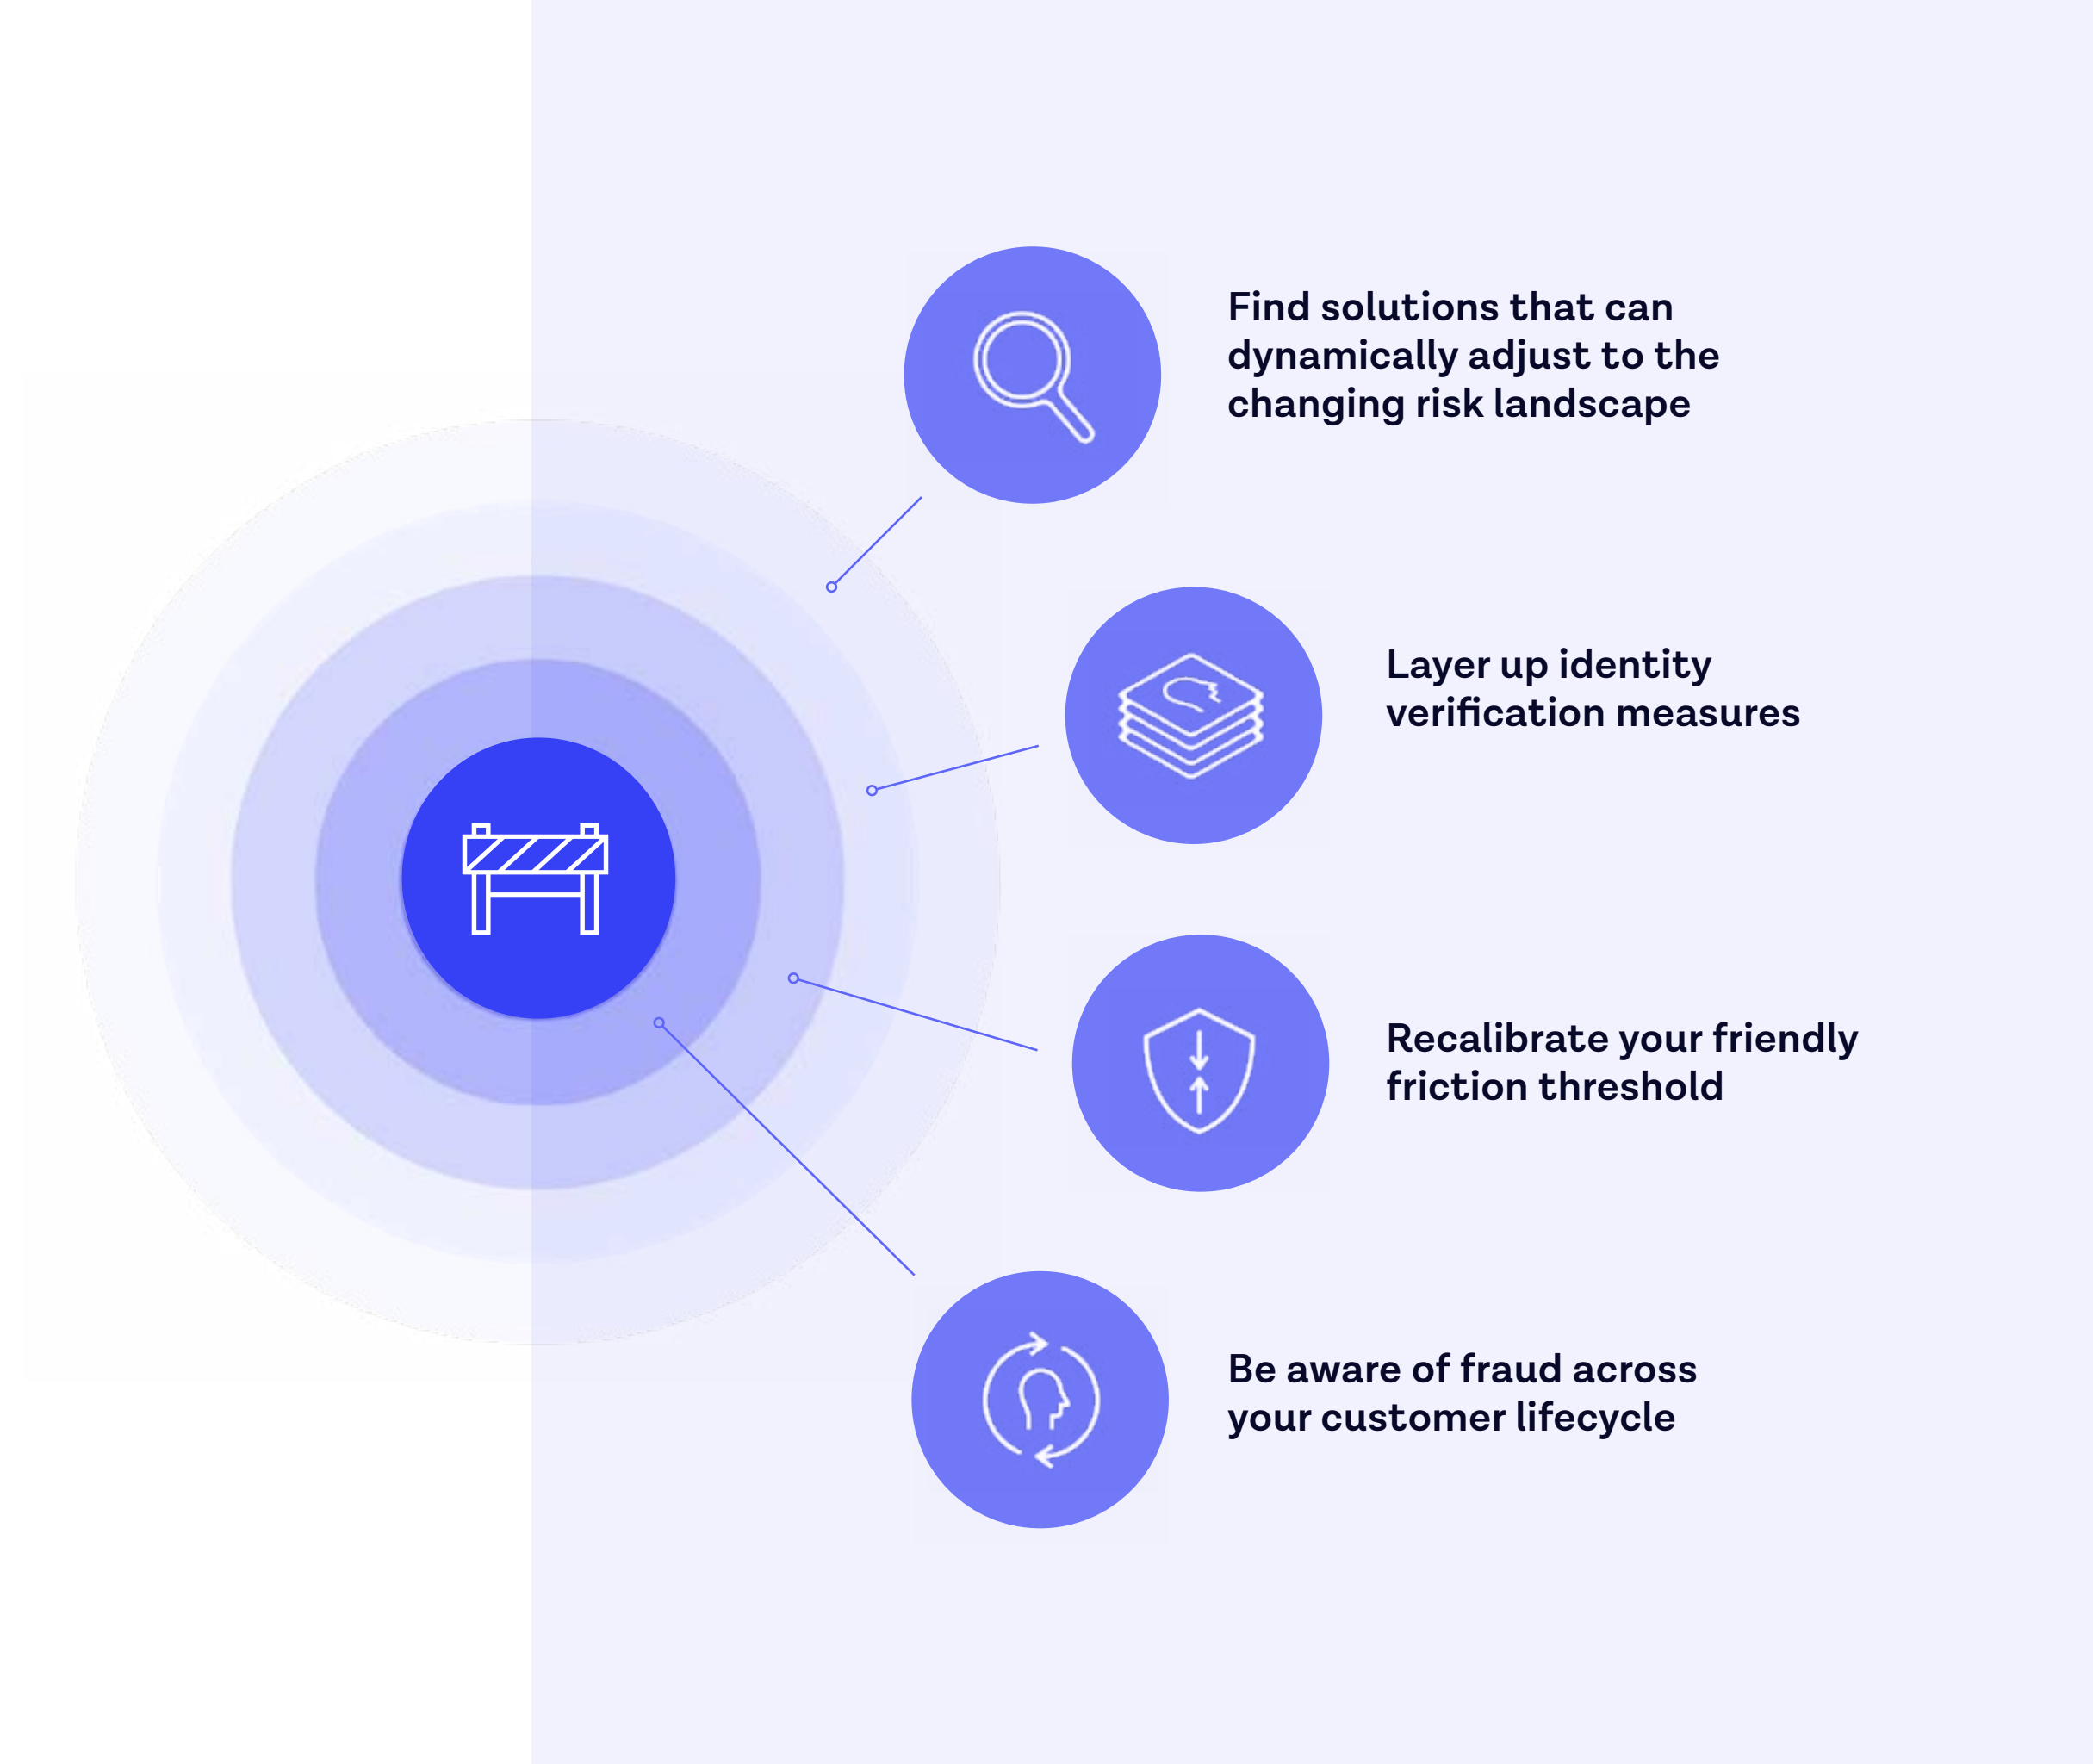 Find solutions that can
dynamically adjust to the
changing risk landscape
Layer up identity
verification measures
Recalibrate your friendly
friction threshold
Be aware of fraud across
your customer lifecycle